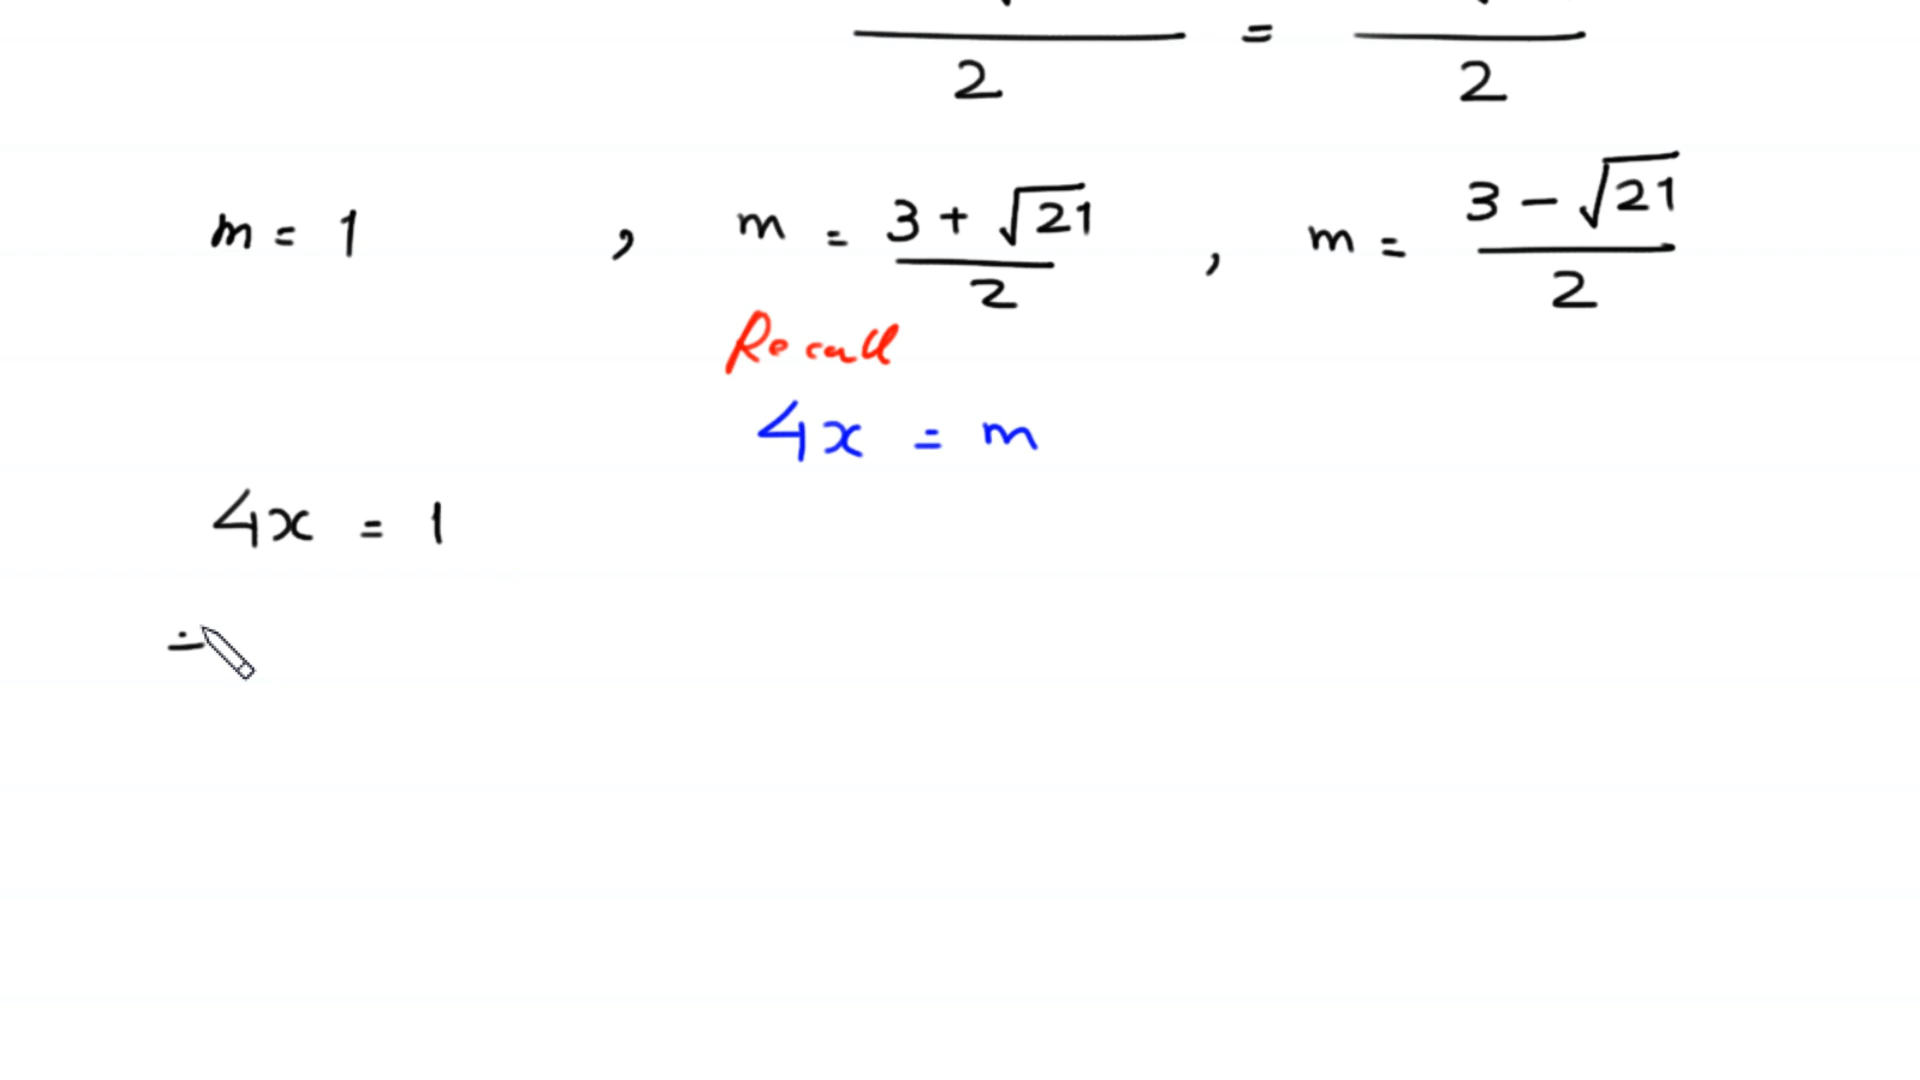 2 = 2
m = 1 , m = (3 + √21)/2 , m = (3 − √21)/2
Recall
4x = m
4x = 1